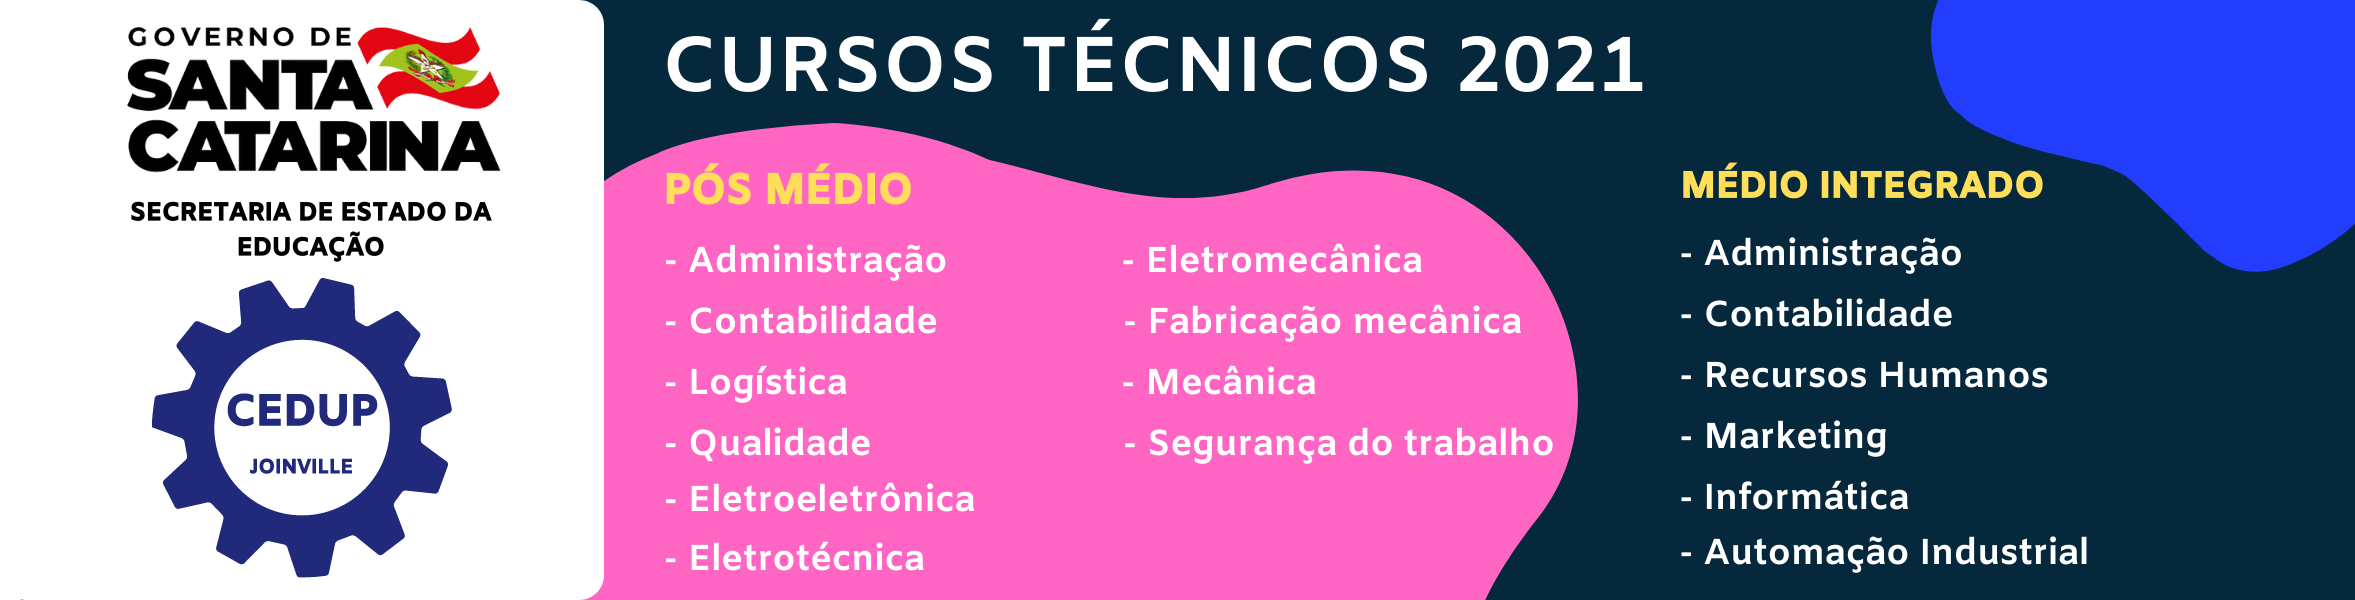 GOVERNO DE
SANTA
CATARINA
SECRETARIA DE ESTADO DA
EDUCAÇÃO
CEDUP
JOINVILLE
CURSOS TÉCNICOS 2021
PÓS MÉDIO
- Administração
- Contabilidade
- Logística
- Qualidade
- Eletroeletrônica
- Eletrotécnica
- Eletromecânica
- Fabricação mecânica
- Mecânica
- Segurança do trabalho
MÉDIO INTEGRADO
- Administração
- Contabilidade
- Recursos Humanos
- Marketing
- Informática
- Automação Industrial